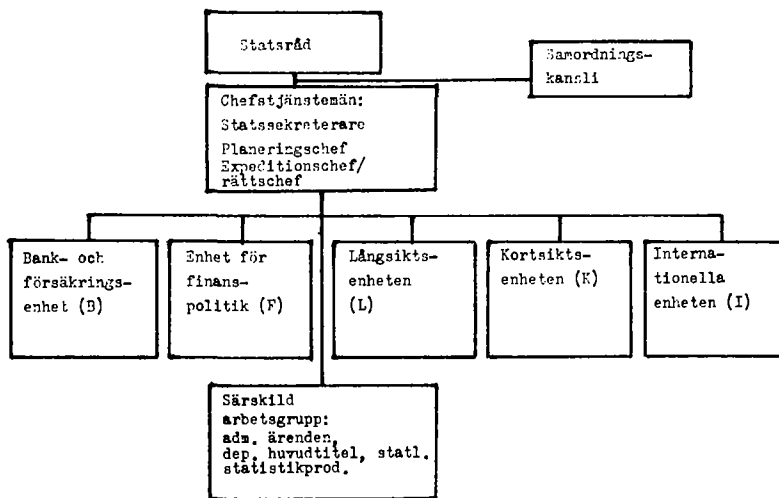 Statsråd
Samordnings-
kansli
Chefstjänstemän:
Statssekreterare
Planeringschef
Expeditionschef/
rättschef
Bank- och
försäkrings-
enhet (B)
Enhet för
finans-
politik (F)
Långsikts-
enheten
(L)
Kortsikts-
enheten (K)
Interna-
tionella
enheten (I)
Särskild
arbetsgrupp:
adm. ärenden,
dep. huvudtitel, statl.
statistikprod.